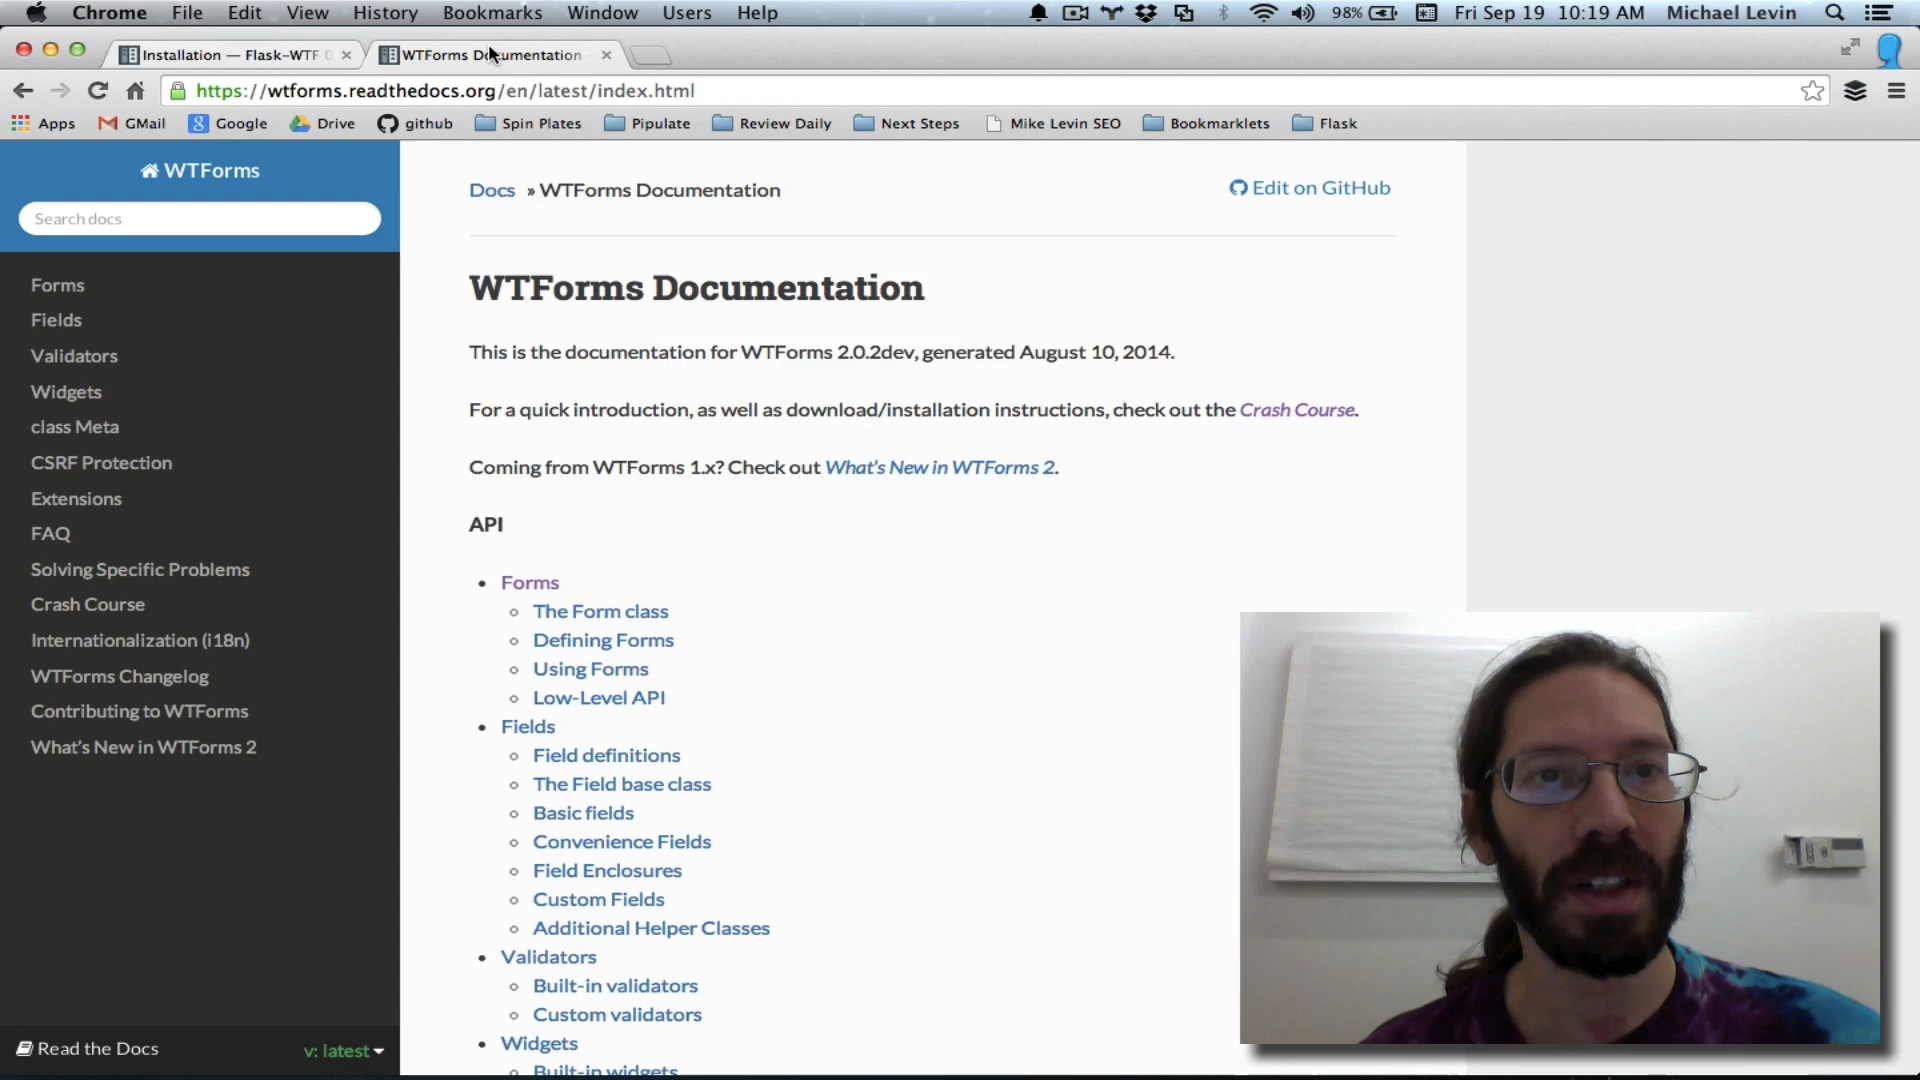 Chrome File Edit View History Bookmarks Window Users Help 98% Fri Sep 19 10:19 AM Michael Levin
Installation — Flask-WTF WTForms Documentation
https://wtforms.readthedocs.org/en/latest/index.html
Apps GMail Google Drive github Spin Plates Pipulate Review Daily Next Steps Mike Levin SEO Bookmarklets Flask
WTForms
Search docs
Forms
Fields
Validators
Widgets
class Meta
CSRF Protection
Extensions
FAQ
Solving Specific Problems
Crash Course
Internationalization (i18n)
WTForms Changelog
Contributing to WTForms
What's New in WTForms 2
Read the Docs v: latest
Docs » WTForms Documentation Edit on GitHub
WTForms Documentation
This is the documentation for WTForms 2.0.2dev, generated August 10, 2014.
For a quick introduction, as well as download/installation instructions, check out the Crash Course.
Coming from WTForms 1.x? Check out What's New in WTForms 2.
API
Forms
The Form class
Defining Forms
Using Forms
Low-Level API
Fields
Field definitions
The Field base class
Basic fields
Convenience Fields
Field Enclosures
Custom Fields
Additional Helper Classes
Validators
Built-in validators
Custom validators
Widgets
Built-in widgets